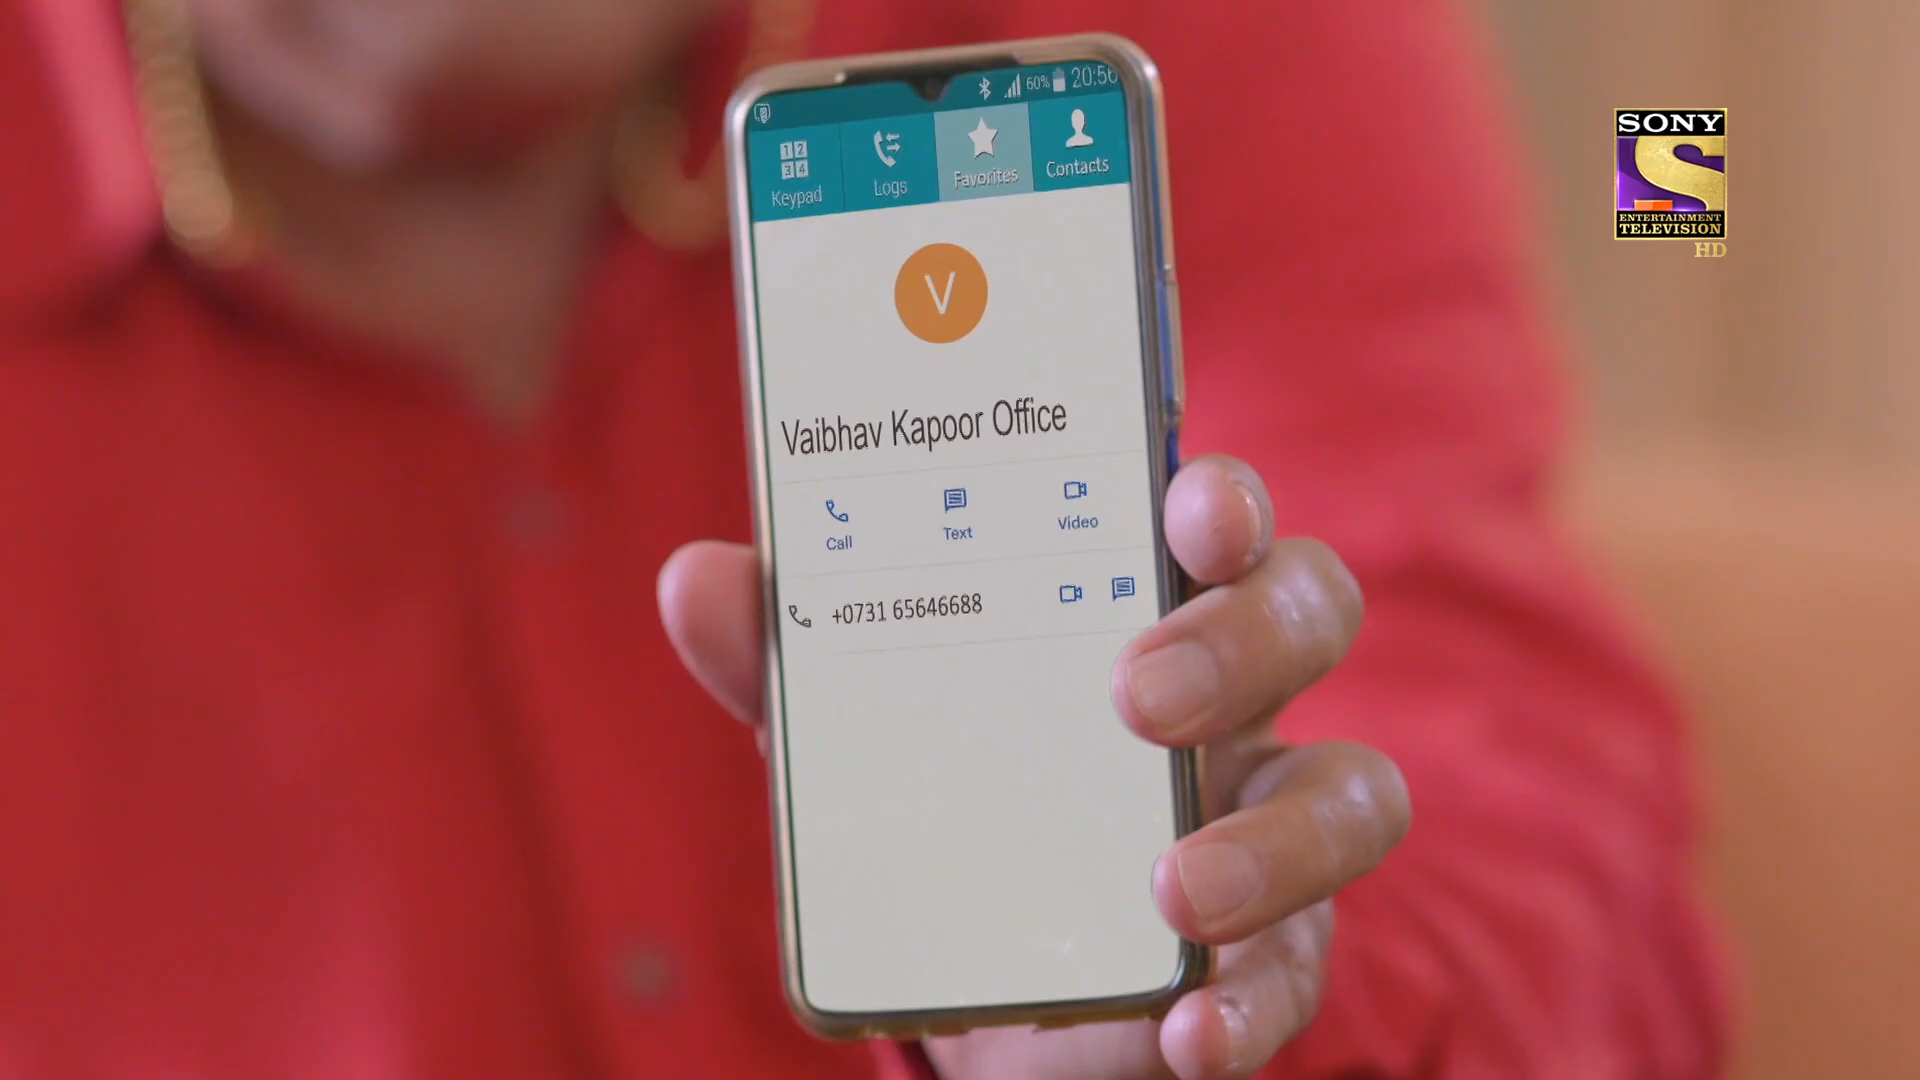 60% 20:56
1 2
3 4
Keypad
Logs
Favorites
Contacts
V
Vaibhav Kapoor Office
Call
Text
Video
+0731 65646688
SONY
ENTERTAINMENT
TELEVISION
HD